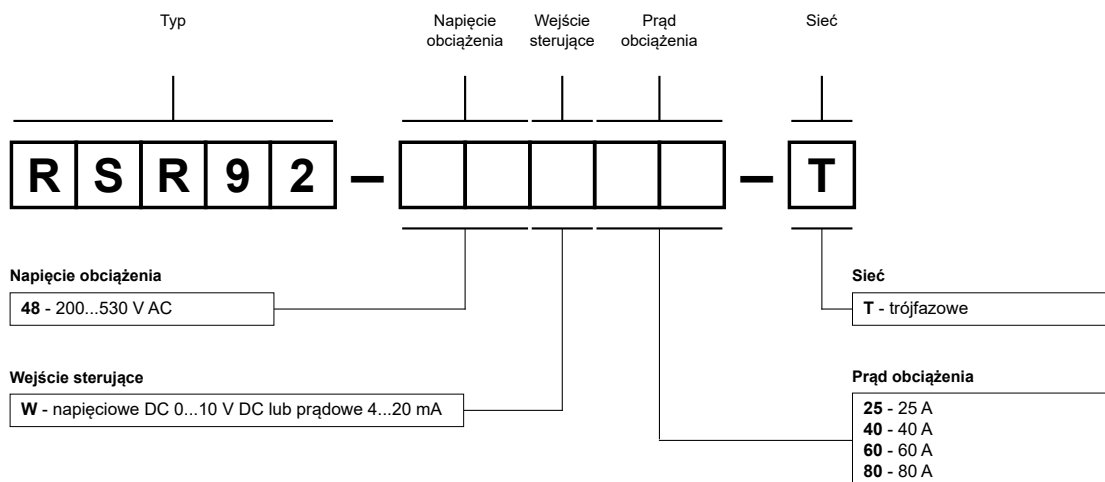 Typ
Napięcie
obciążenia
Wejście
sterujące
Prąd
obciążenia
Sieć
RSR92 – – T
Napięcie obciążenia
48 - 200...530 V AC
Sieć
T - trójfazowe
Wejście sterujące
W - napięciowe DC 0...10 V DC lub prądowe 4...20 mA
Prąd obciążenia
25 - 25 A
40 - 40 A
60 - 60 A
80 - 80 A